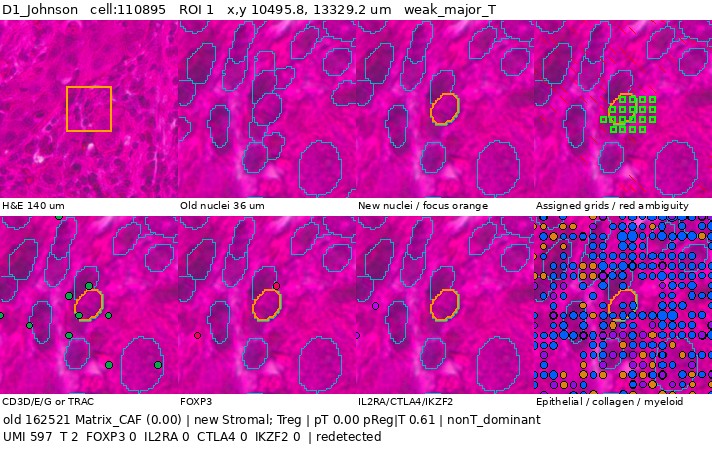 D1_Johnson   cell:110895   ROI 1   x,y 10495.8, 13329.2 um   weak_major_T
H&E 140 um
Old nuclei 36 um
New nuclei / focus orange
Assigned grids / red ambiguity
CD3D/E/G or TRAC
FOXP3
IL2RA/CTLA4/IKZF2
Epithelial / collagen / myeloid
old 162521 Matrix_CAF (0.00) | new Stromal; Treg | pT 0.00 pReg|T 0.61 | nonT_dominant
UMI 597  T 2  FOXP3 0  IL2RA 0  CTLA4 0  IKZF2 0  | redetected